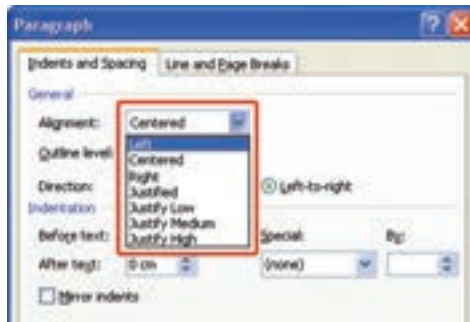 Paragraph
Indents and Spacing Line and Page Breaks
General
Alignment: Centered
Left
Outline level: Centered
Right
Direction: Justified Left-to-right
Indentation Justify Low
Before text: Justify Medium Special: By:
Justify High
After text: 0 cm (none)
Mirror indents